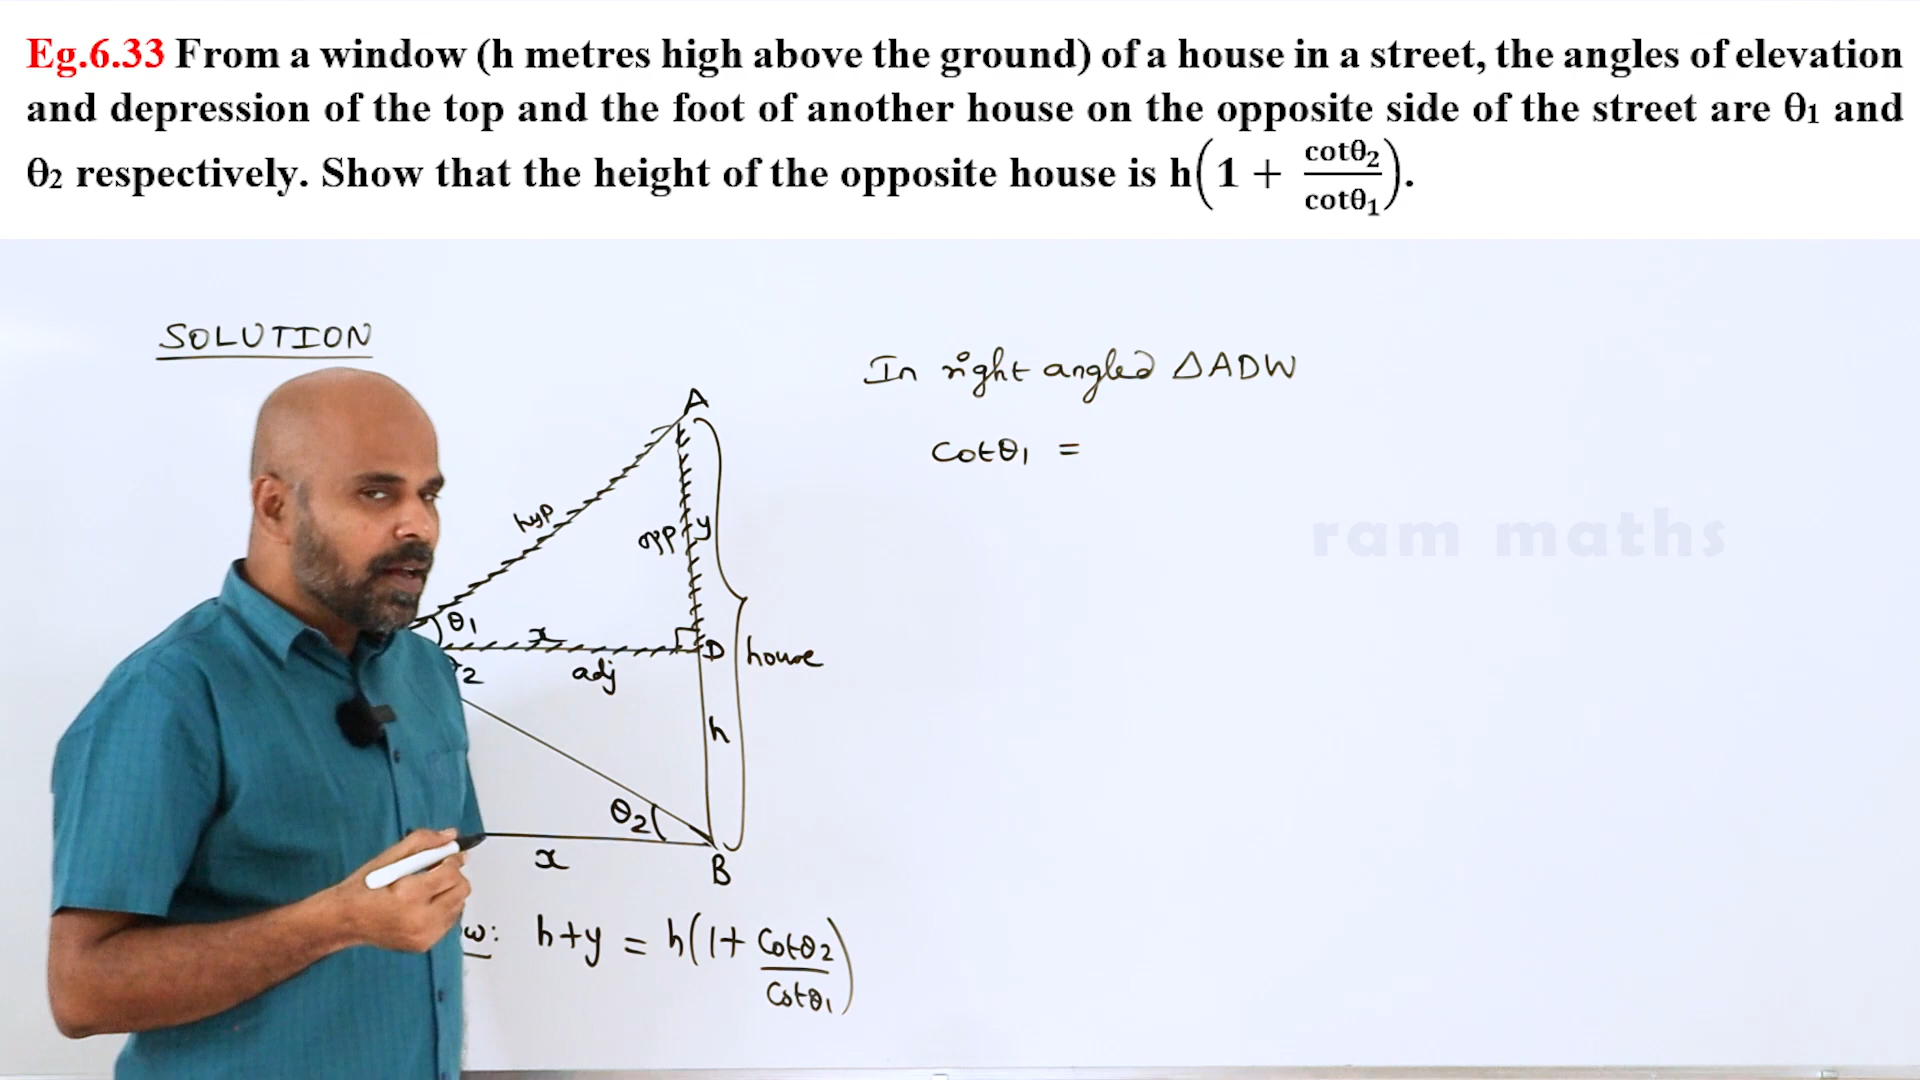 Eg.6.33 From a window (h metres high above the ground) of a house in a street, the angles of elevation
and depression of the top and the foot of another house on the opposite side of the street are θ1 and
θ2 respectively. Show that the height of the opposite house is h(1 + cotθ2/cotθ1).
SOLUTION
A
hyp
opp
y
θ1
x
D
2
adj
house
h
θ2
x
B
w: h+y = h(1+ Cotθ2/Cotθ1)
In right angled △ADW
Cotθ1 =
ram maths